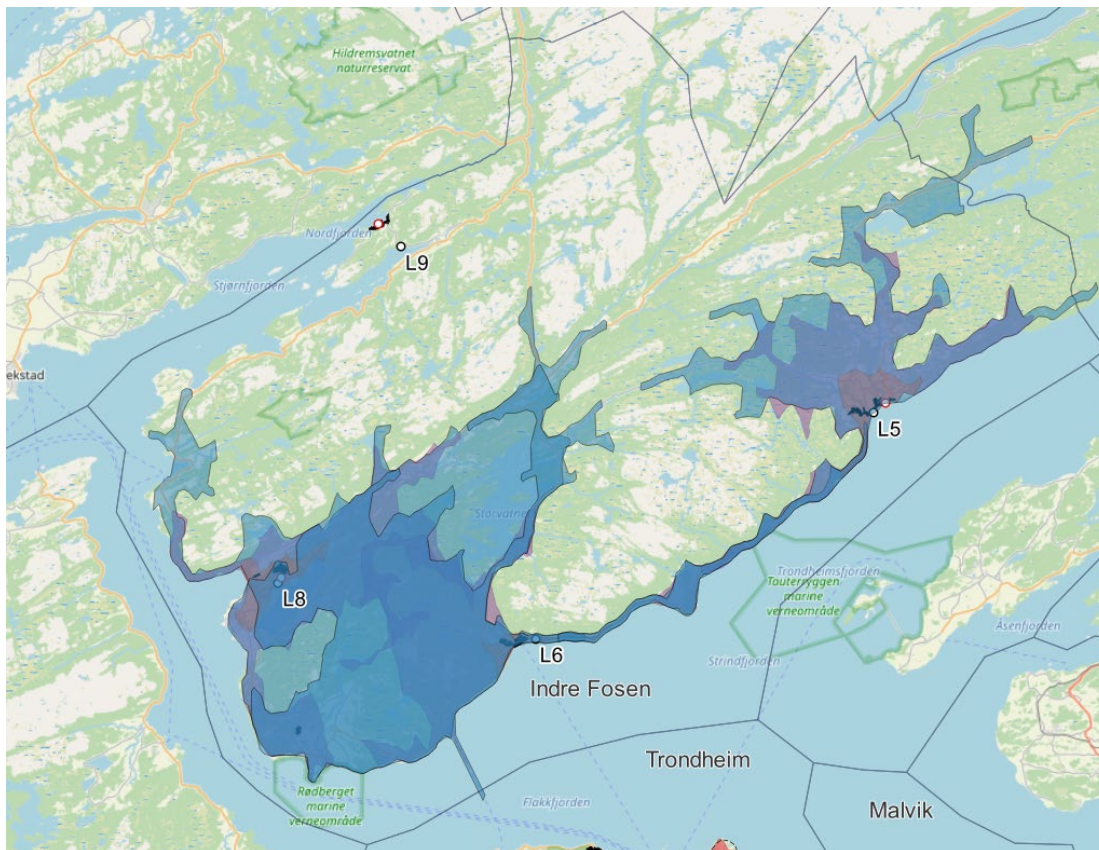 Hildremsvatnet
naturreservat
Nordfjorden
L9
Stjørnfjorden
ekstad
L5
Storvatnet
Trondheimsfjorden
Tauterryggen
marine
verneområde
Åsenfjorden
L8
L6
Strindfjorden
Indre Fosen
Trondheim
Rødberget
marine
verneområde
Flakkfjorden
Malvik